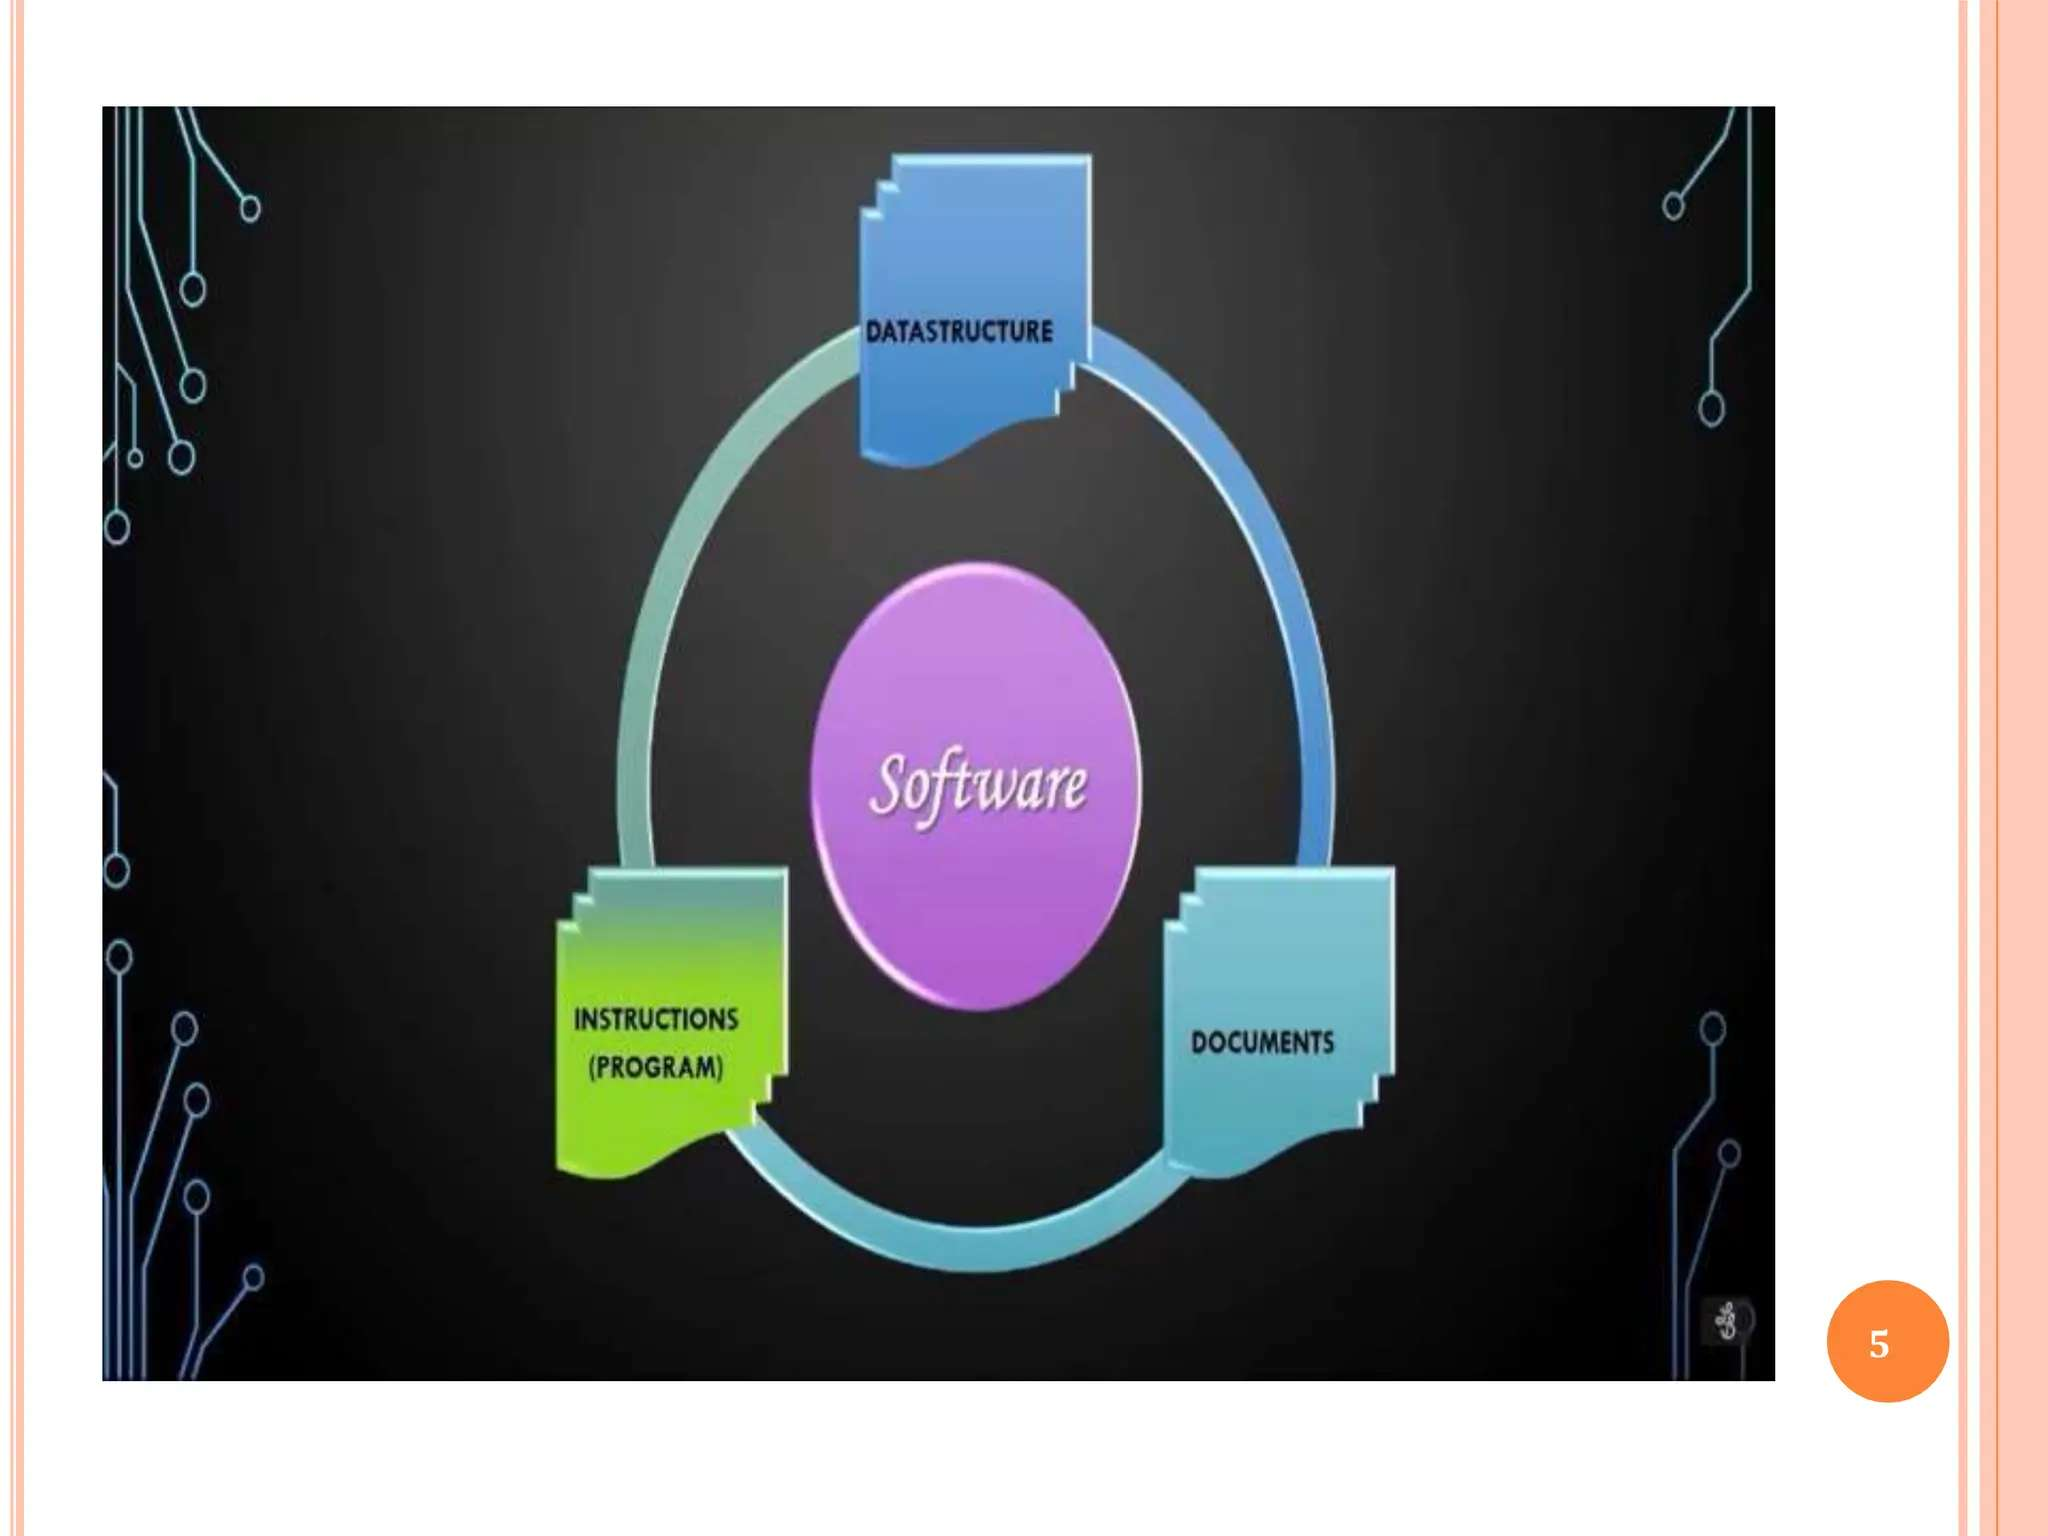 DATASTRUCTURE
Software
INSTRUCTIONS
(PROGRAM)
DOCUMENTS
5